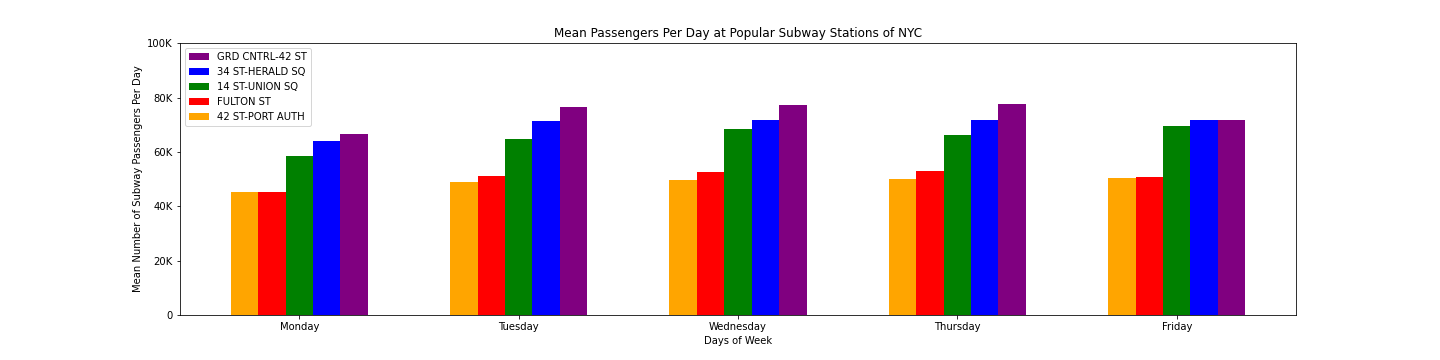 Mean Passengers Per Day at Popular Subway Stations of NYC
100K
80K
60K
40K
20K
0
Mean Number of Subway Passengers Per Day
GRD CNTRL-42 ST
34 ST-HERALD SQ
14 ST-UNION SQ
FULTON ST
42 ST-PORT AUTH
Monday Tuesday Wednesday Thursday Friday
Days of Week